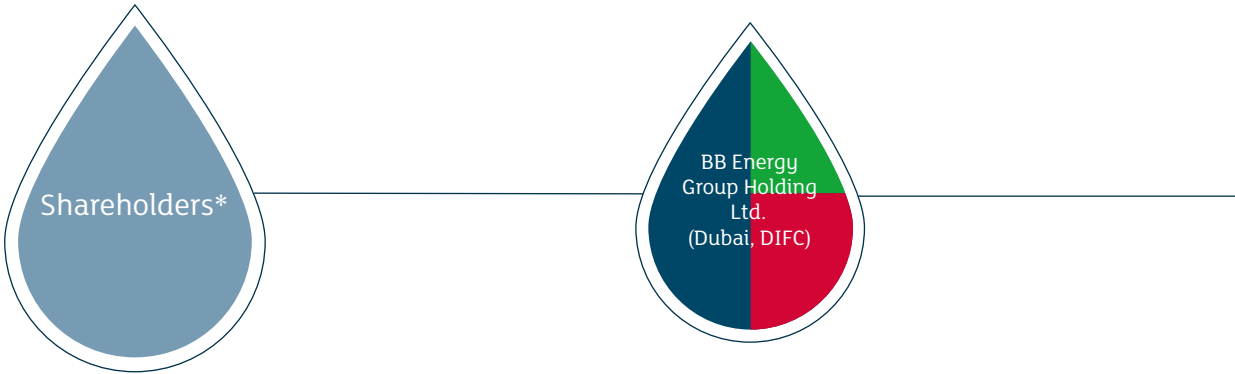 Shareholders*
BB Energy
Group Holding
Ltd.
(Dubai, DIFC)